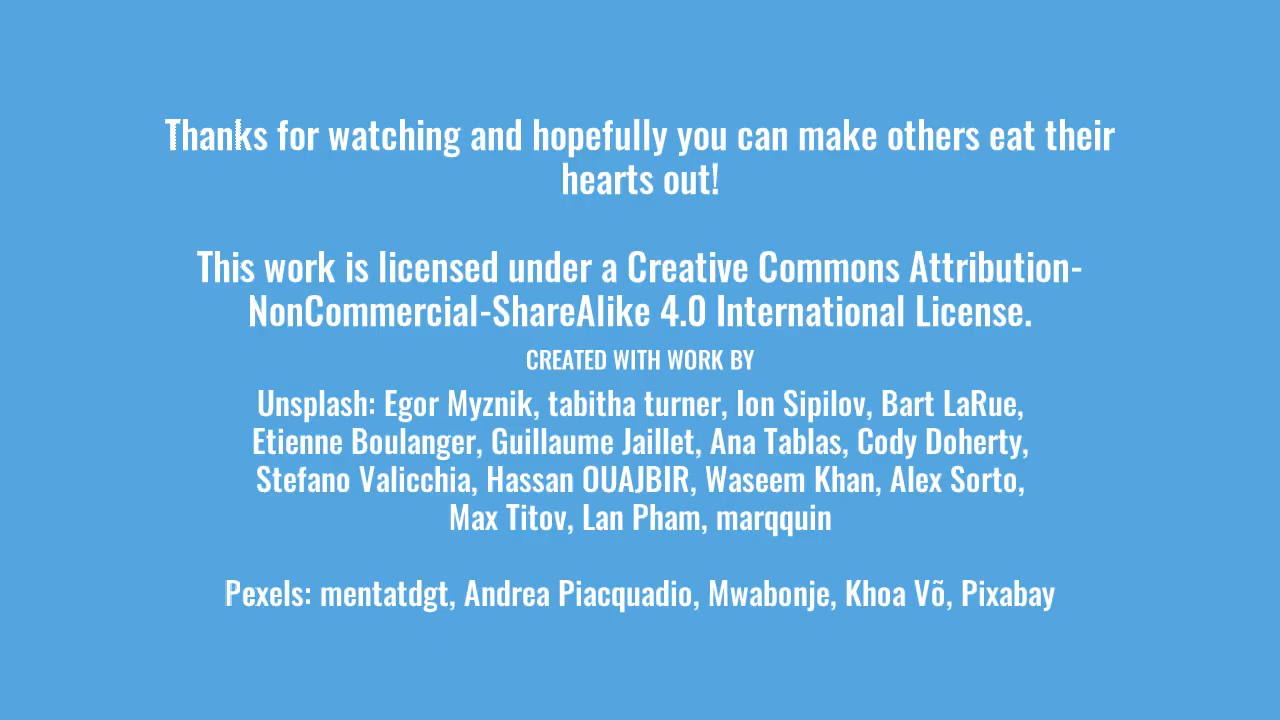 Thanks for watching and hopefully you can make others eat their
hearts out!
This work is licensed under a Creative Commons Attribution-
NonCommercial-ShareAlike 4.0 International License.
CREATED WITH WORK BY
Unsplash: Egor Myznik, tabitha turner, Ion Sipilov, Bart LaRue,
Etienne Boulanger, Guillaume Jaillet, Ana Tablas, Cody Doherty,
Stefano Valicchia, Hassan OUAJBIR, Waseem Khan, Alex Sorto,
Max Titov, Lan Pham, marqquin
Pexels: mentatdgt, Andrea Piacquadio, Mwabonje, Khoa Võ, Pixabay